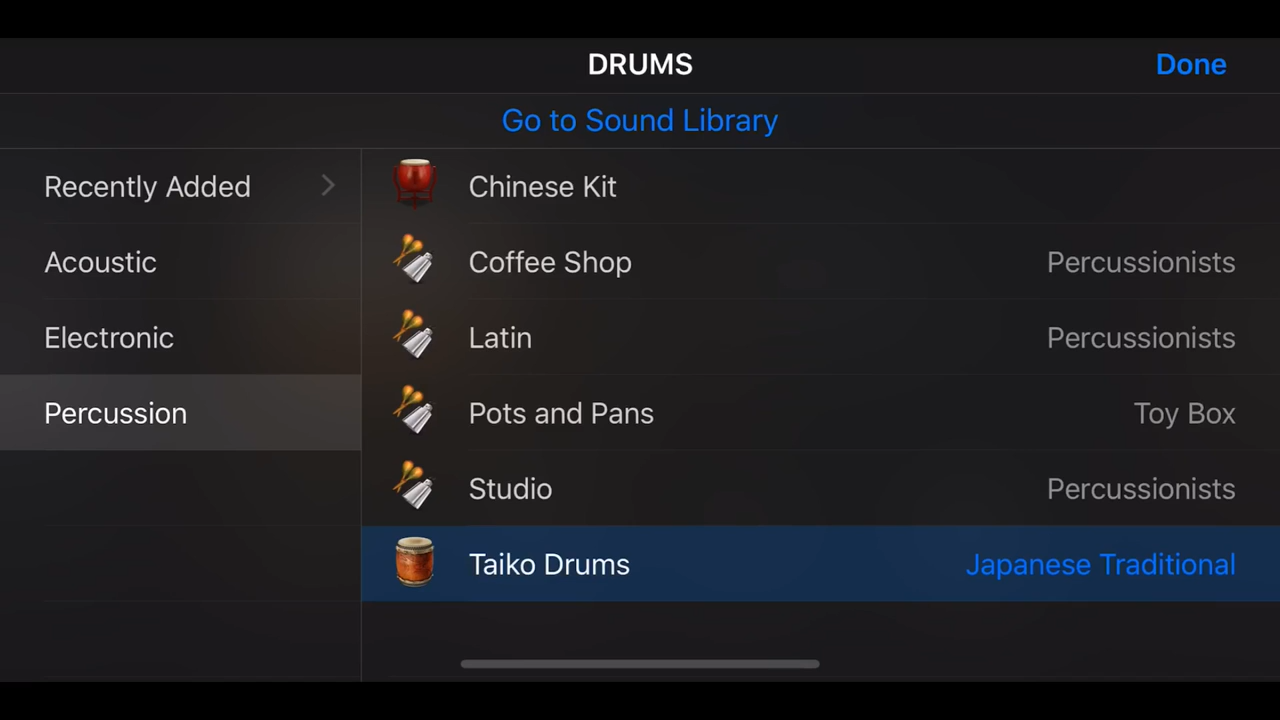 DRUMS
Done
Go to Sound Library
Recently Added
Acoustic
Electronic
Percussion
Chinese Kit
Coffee Shop Percussionists
Latin Percussionists
Pots and Pans Toy Box
Studio Percussionists
Taiko Drums Japanese Traditional